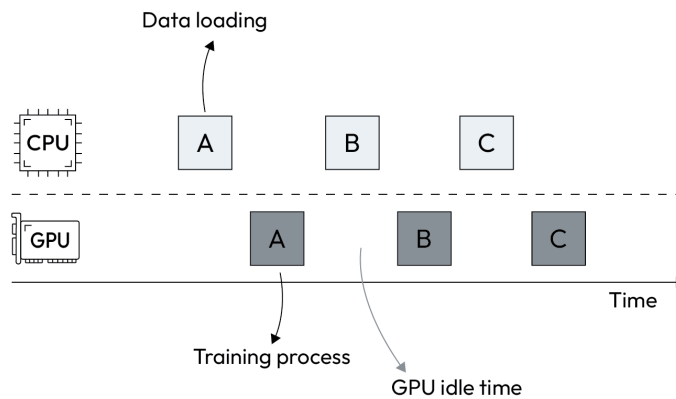 Data loading
CPU
A
B
C
GPU
A
B
C
Time
Training process
GPU idle time